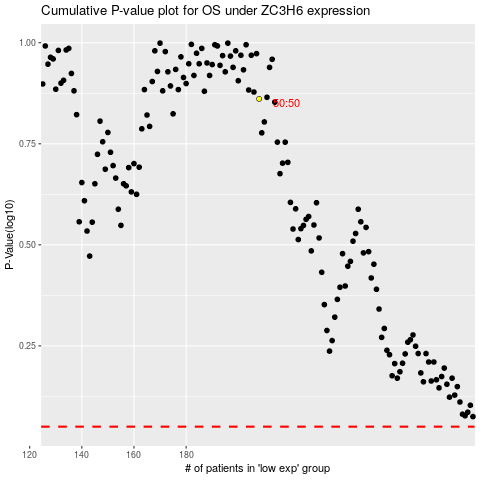 Cumulative P-value plot for OS under ZC3H6 expression
P-Value(log10)
1.00
0.75
0.50
0.25
50:50
120 140 160 180
# of patients in 'low exp' group